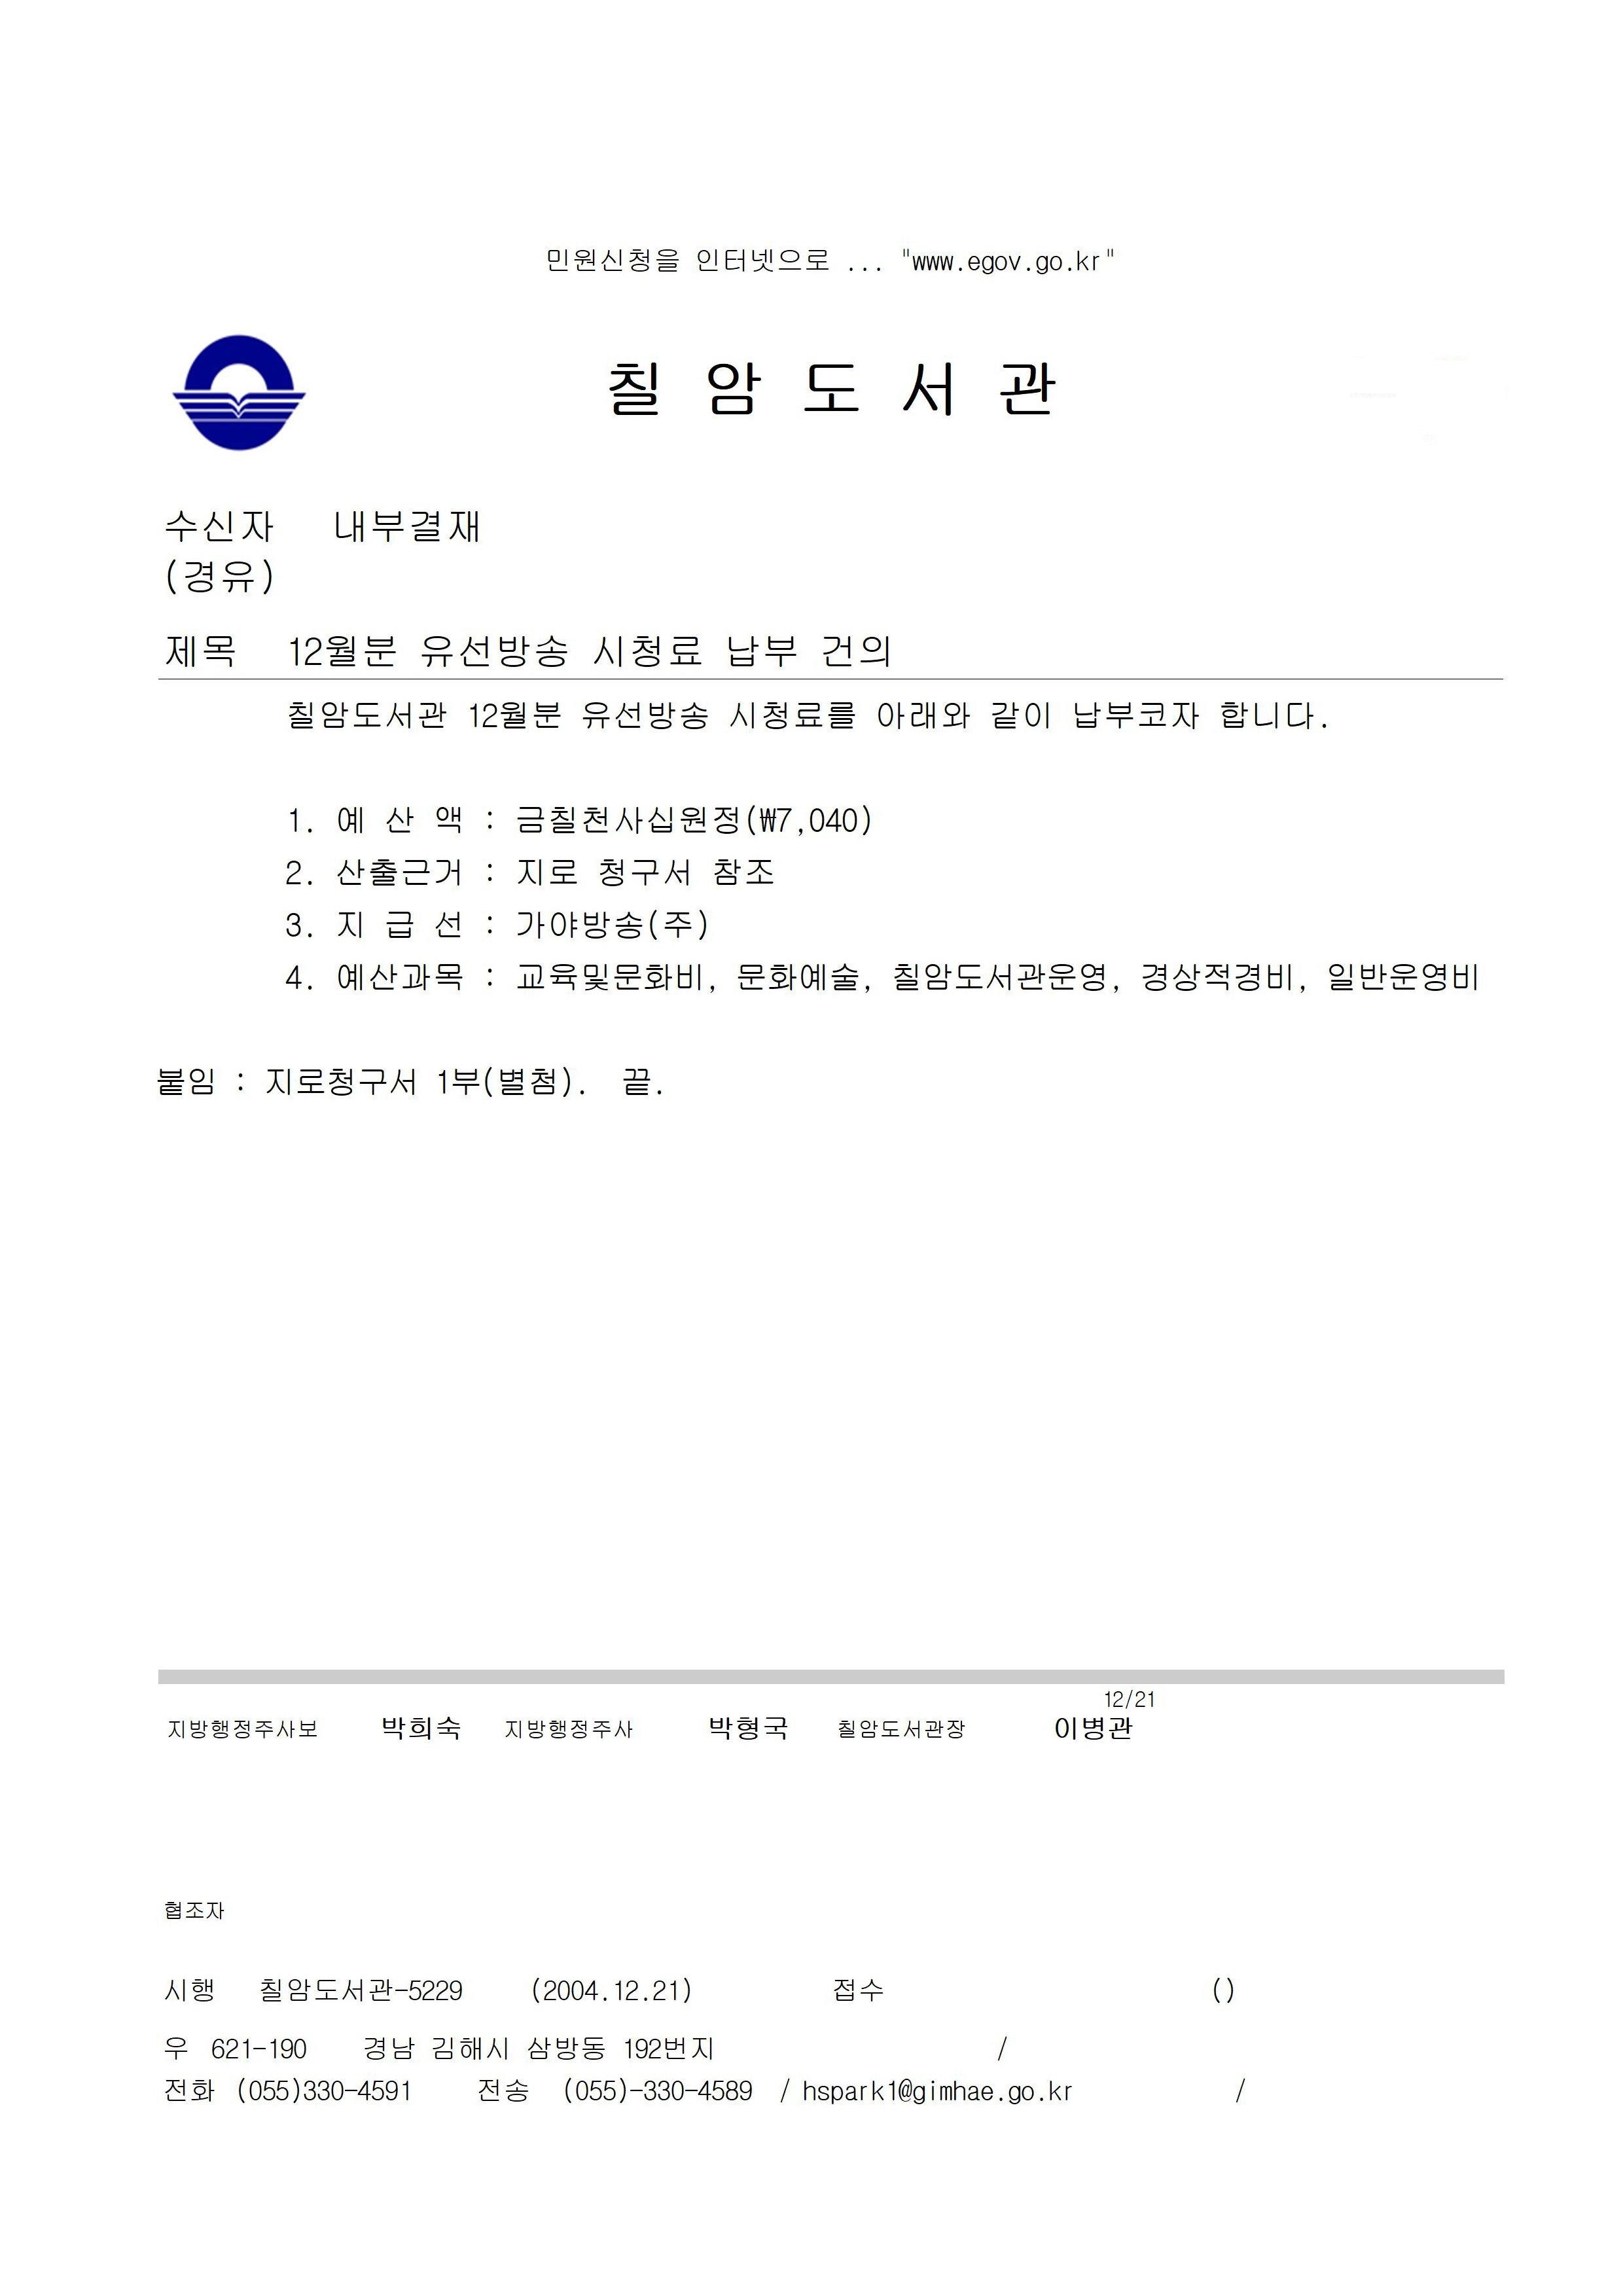 민원신청을 인터넷으로 ... "www.egov.go.kr"
칠 암 도 서 관
수신자 내부결재
(경유)
제목 12월분 유선방송 시청료 납부 건의
칠암도서관 12월분 유선방송 시청료를 아래와 같이 납부코자 합니다.
1. 예 산 액 : 금칠천사십원정(₩7,040)
2. 산출근거 : 지로 청구서 참조
3. 지 급 선 : 가야방송(주)
4. 예산과목 : 교육및문화비, 문화예술, 칠암도서관운영, 경상적경비, 일반운영비
붙임 : 지로청구서 1부(별첨). 끝.
12/21
지방행정주사보 박희숙 지방행정주사 박형국 칠암도서관장 이병관
협조자
시행 칠암도서관-5229 (2004.12.21) 접수 ()
우 621-190 경남 김해시 삼방동 192번지 /
전화 (055)330-4591 전송 (055)-330-4589 / hspark1@gimhae.go.kr /